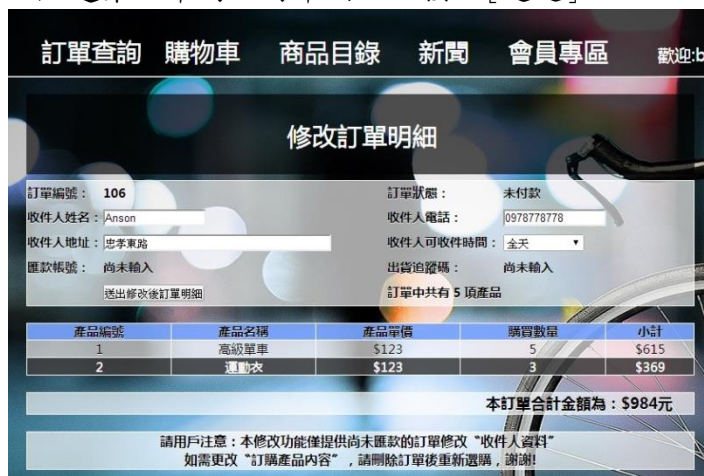 訂單查詢 購物車 商品目錄 新聞 會員專區 歡迎:b
修改訂單明細
訂單編號： 106 訂單狀態： 未付款
收件人姓名：Anson 收件人電話： 0978778778
收件人地址：忠孝東路 收件人可收件時間：全天
匯款帳號： 尚未輸入 出貨追蹤碼： 尚未輸入
送出修改後訂單明細 訂單中共有 5 項產品
產品編號 產品名稱 產品單價 購買數量 小計
1 高級單車 $123 5 $615
2 運動衣 $123 3 $369
本訂單合計金額為：$984元
請用戶注意：本修改功能僅提供尚未匯款的訂單修改“收件人資料”
如需更改“訂購產品內容”，請刪除訂單後重新選購，謝謝!